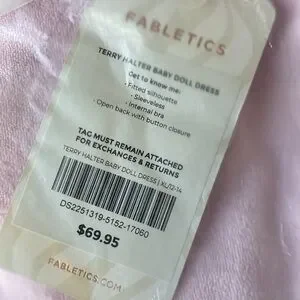 FABLETICS
TERRY HALTER BABY DOLL DRESS
Get to know me:
· Fitted silhouette
· Sleeveless
· Internal bra
· Open back with button closure
TAG MUST REMAIN ATTACHED
FOR EXCHANGES & RETURNS
TERRY HALTER BABY DOLL DRESS | XL/12-14
DS2251319-5152-17060
$69.95
FABLETICS.COM